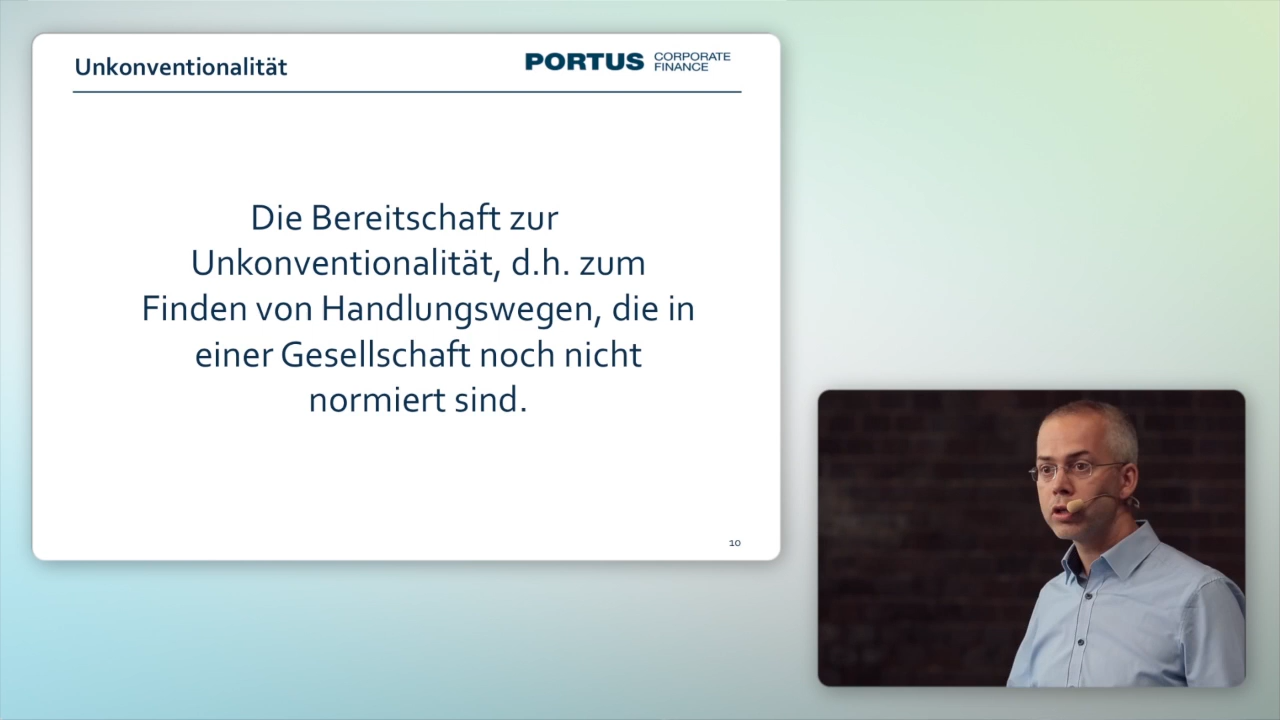 Unkonventionalität
PORTUS CORPORATE
FINANCE
Die Bereitschaft zur
Unkonventionalität, d.h. zum
Finden von Handlungswegen, die in
einer Gesellschaft noch nicht
normiert sind.
10